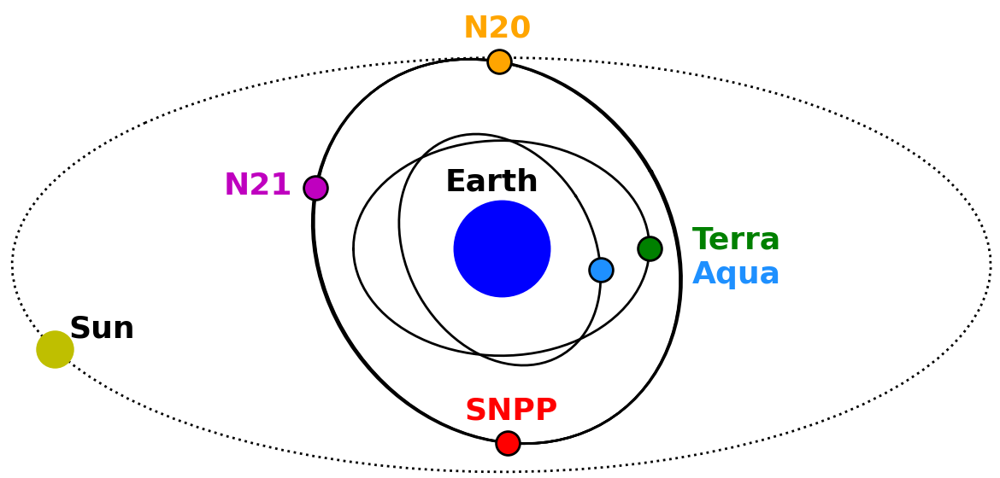 N20
Earth
N21
Terra
Aqua
Sun
SNPP